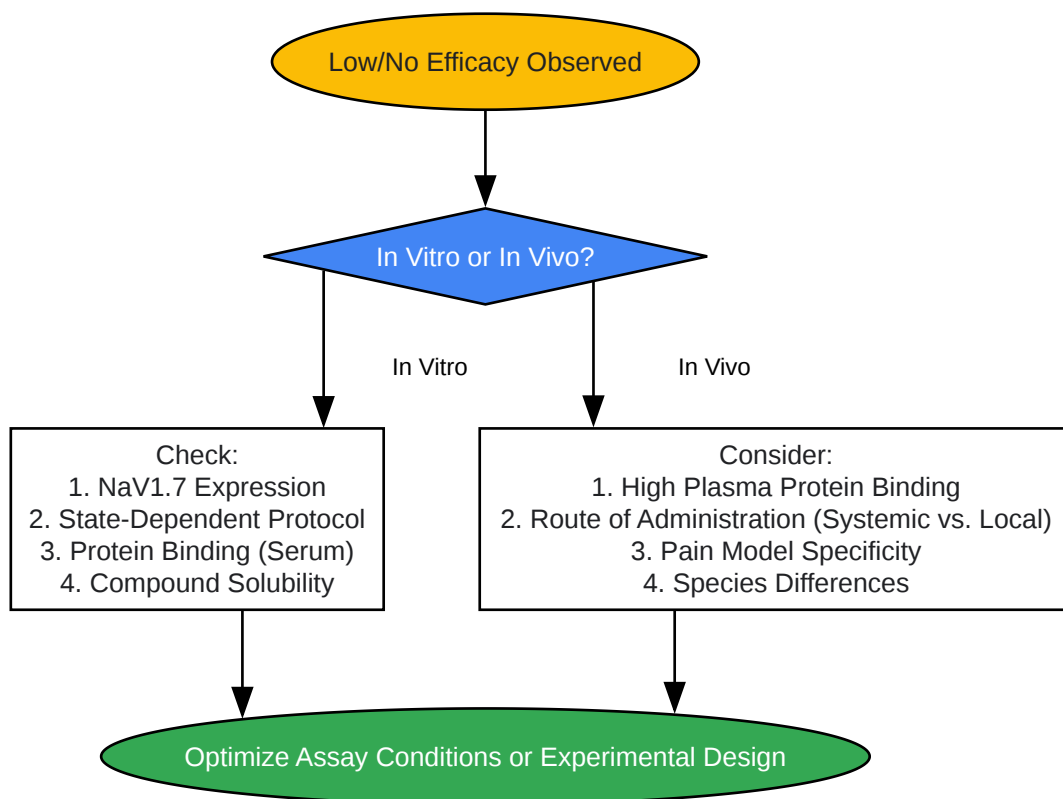 Low/No Efficacy Observed
In Vitro or In Vivo?
In Vitro
In Vivo
Check:
1. NaV1.7 Expression
2. State-Dependent Protocol
3. Protein Binding (Serum)
4. Compound Solubility
Consider:
1. High Plasma Protein Binding
2. Route of Administration (Systemic vs. Local)
3. Pain Model Specificity
4. Species Differences
Optimize Assay Conditions or Experimental Design